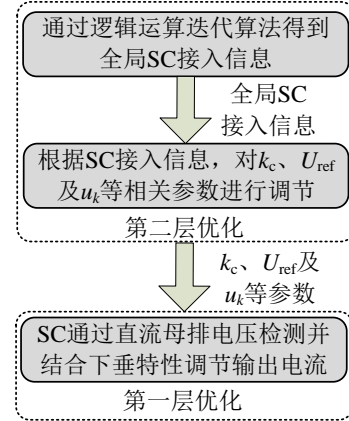 通过逻辑运算迭代算法得到
全局SC接入信息
全局SC
接入信息
根据SC接入信息，对kc、Uref
及uk等相关参数进行调节
第二层优化
kc、Uref及
uk等参数
SC通过直流母排电压检测并
结合下垂特性调节输出电流
第一层优化